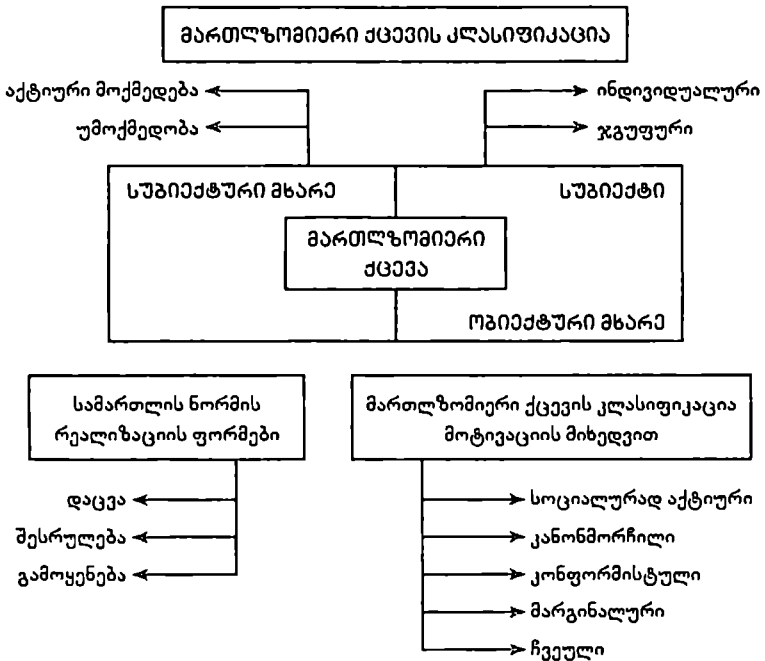 მართლზომიერი ქცევის კლასიფიკაცია
აქტიური მოქმედება
უმოქმედობა
ინდივიდუალური
ჯგუფური
სუბიექტური მხარე
სუბიექტი
მართლზომიერი
ქცევა
ობიექტური მხარე
სამართლის ნორმის
რეალიზაციის ფორმები
დაცვა
შესრულება
გამოყენება
მართლზომიერი ქცევის კლასიფიკაცია
მოტივაციის მიხედვით
სოციალურად აქტიური
კანონმორჩილი
კონფორმისტული
მარგინალური
ჩვეული